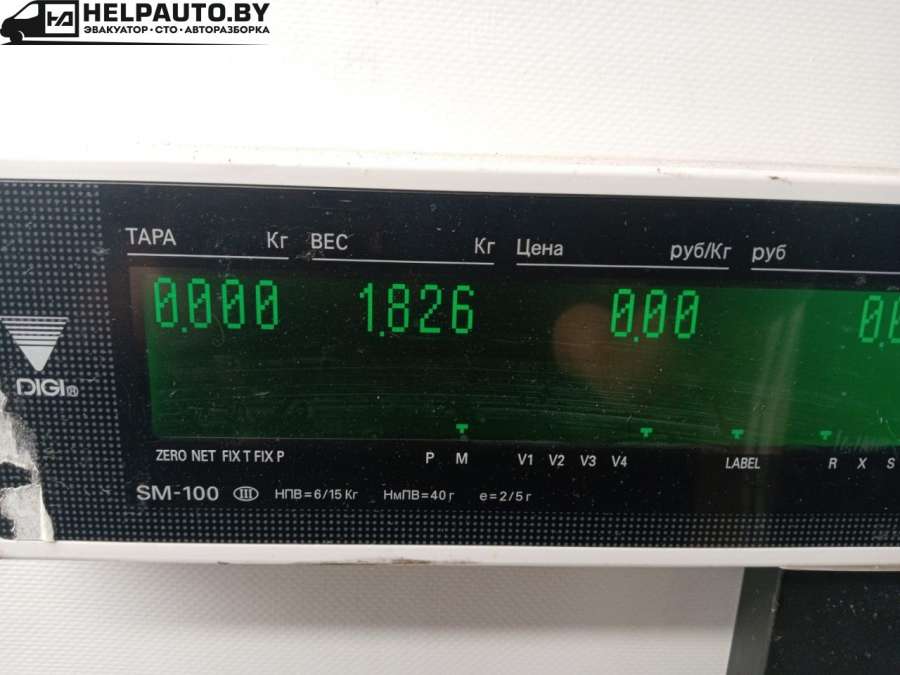 HELPAUTO.BY
ЭВАКУАТОР · СТО · АВТОРАЗБОРКА
ТАРА Кг ВЕС Кг Цена руб/Кг руб
0.000 1.826 0.00
DIGI®
ZERO NET FIX T FIX P P M V1 V2 V3 V4 LABEL R X S
SM-100 III НПВ=6/15 Кг НмПВ=40 г e=2/5 г